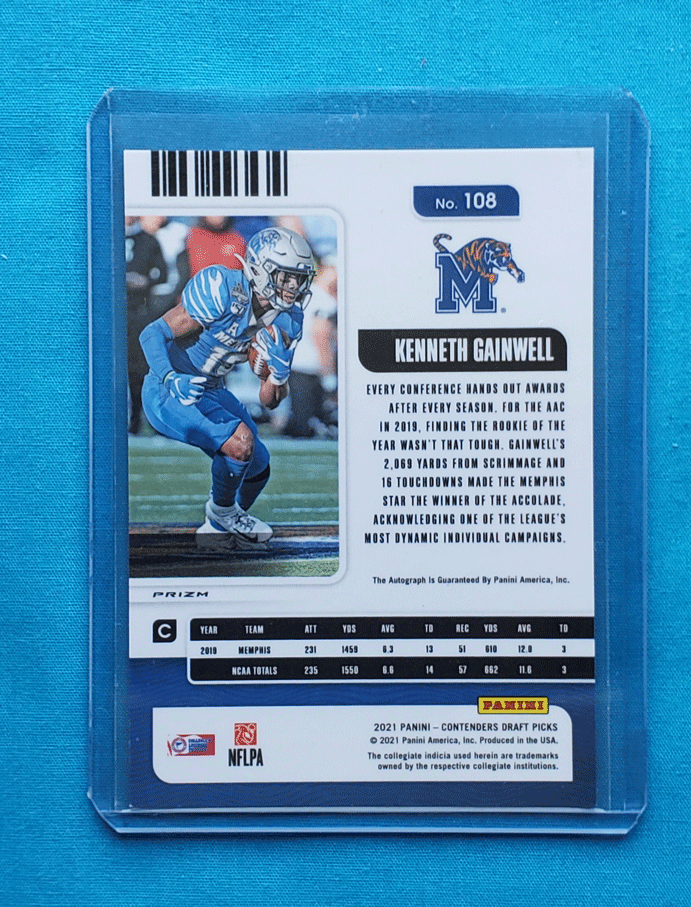 No. 108
M
KENNETH GAINWELL
EVERY CONFERENCE HANDS OUT AWARDS
AFTER EVERY SEASON. FOR THE AAC
IN 2019, FINDING THE ROOKIE OF THE
YEAR WASN'T THAT TOUGH. GAINWELL'S
2,069 YARDS FROM SCRIMMAGE AND
16 TOUCHDOWNS MADE THE MEMPHIS
STAR THE WINNER OF THE ACCOLADE,
ACKNOWLEDGING ONE OF THE LEAGUE'S
MOST DYNAMIC INDIVIDUAL CAMPAIGNS.
The Autograph Is Guaranteed By Panini America, Inc.
PRIZM
C YEAR TEAM ATT YDS AVG TD REC YDS AVG TD
2019 MEMPHIS 231 1459 6.3 13 51 610 12.0 3
NCAA TOTALS 235 1550 6.6 14 57 662 11.6 3
PANINI
2021 PANINI – CONTENDERS DRAFT PICKS
© 2021 Panini America, Inc. Produced in the USA.
The collegiate indicia used herein are trademarks
owned by the respective collegiate institutions.
NFLPA